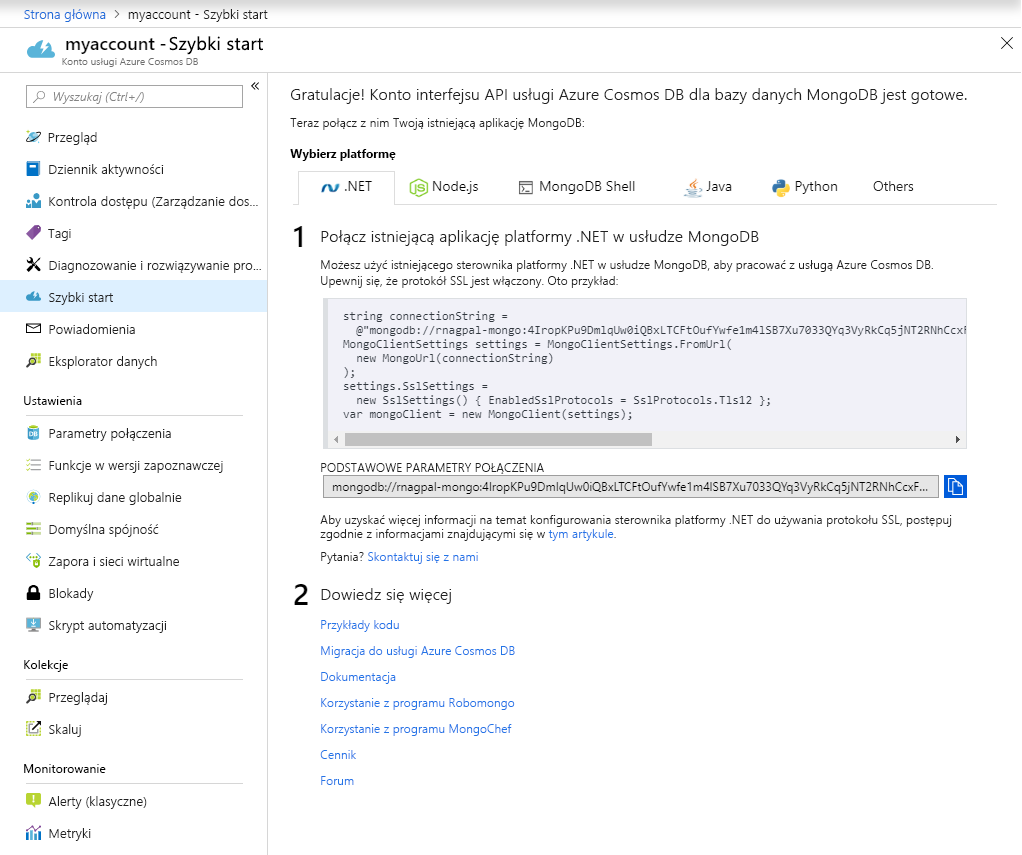 Strona główna > myaccount - Szybki start
myaccount - Szybki start
Konto usługi Azure Cosmos DB
Wyszukaj (Ctrl+/)
«
Przegląd
Dziennik aktywności
Kontrola dostępu (Zarządzanie dos...
Tagi
Diagnozowanie i rozwiązywanie pro...
Szybki start
Powiadomienia
Eksplorator danych
Ustawienia
Parametry połączenia
Funkcje w wersji zapoznawczej
Replikuj dane globalnie
Domyślna spójność
Zapora i sieci wirtualne
Blokady
Skrypt automatyzacji
Kolekcje
Przeglądaj
Skaluj
Monitorowanie
Alerty (klasyczne)
Metryki
Gratulacje! Konto interfejsu API usługi Azure Cosmos DB dla bazy danych MongoDB jest gotowe.
Teraz połącz z nim Twoją istniejącą aplikację MongoDB:
Wybierz platformę
.NET Node.js MongoDB Shell Java Python Others
1 Połącz istniejącą aplikację platformy .NET w usłudze MongoDB
Możesz użyć istniejącego sterownika platformy .NET w usłudze MongoDB, aby pracować z usługą Azure Cosmos DB.
Upewnij się, że protokół SSL jest włączony. Oto przykład:
string connectionString =
@"mongodb://rnagpal-mongo:4IropKPu9DmlqUw0iQBxLTCFtOufYwfe1m4lSB7Xu7033QYq3VyRkCq5jNT2RNhCcxF
MongoClientSettings settings = MongoClientSettings.FromUrl(
new MongoUrl(connectionString)
);
settings.SslSettings =
new SslSettings() { EnabledSslProtocols = SslProtocols.Tls12 };
var mongoClient = new MongoClient(settings);
PODSTAWOWE PARAMETRY POŁĄCZENIA
mongodb://rnagpal-mongo:4IropKPu9DmlqUw0iQBxLTCFtOufYwfe1m4lSB7Xu7033QYq3VyRkCq5jNT2RNhCcxF...
Aby uzyskać więcej informacji na temat konfigurowania sterownika platformy .NET do używania protokołu SSL, postępuj
zgodnie z informacjami znajdującymi się w tym artykule.
Pytania? Skontaktuj się z nami
2 Dowiedz się więcej
Przykłady kodu
Migracja do usługi Azure Cosmos DB
Dokumentacja
Korzystanie z programu Robomongo
Korzystanie z programu MongoChef
Cennik
Forum